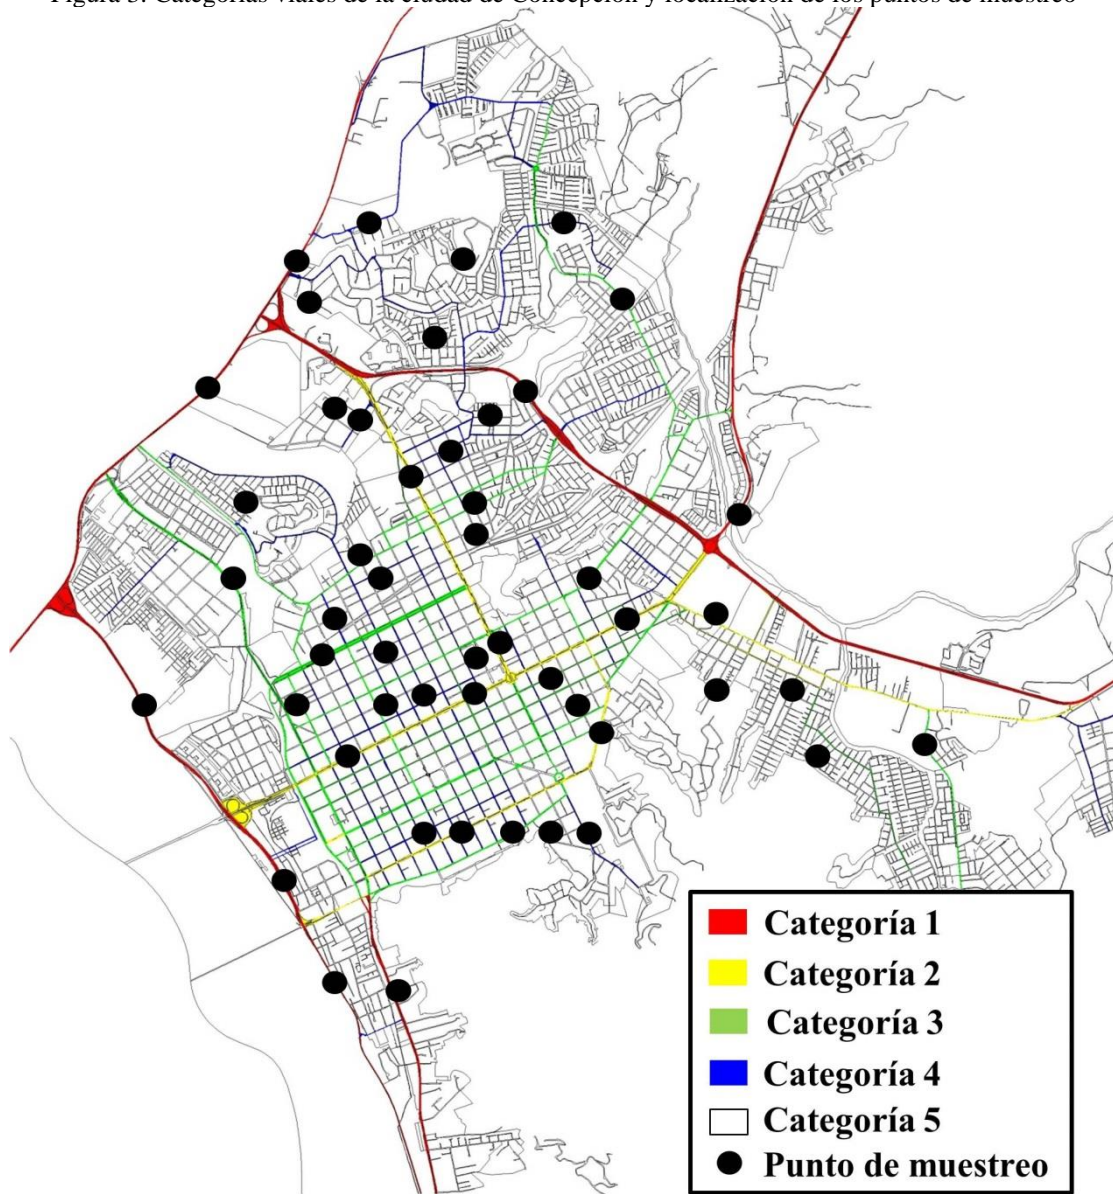 Figura 3. Categorías viales de la ciudad de Concepción y localización de los puntos de muestreo
Categoría 1
Categoría 2
Categoría 3
Categoría 4
Categoría 5
Punto de muestreo